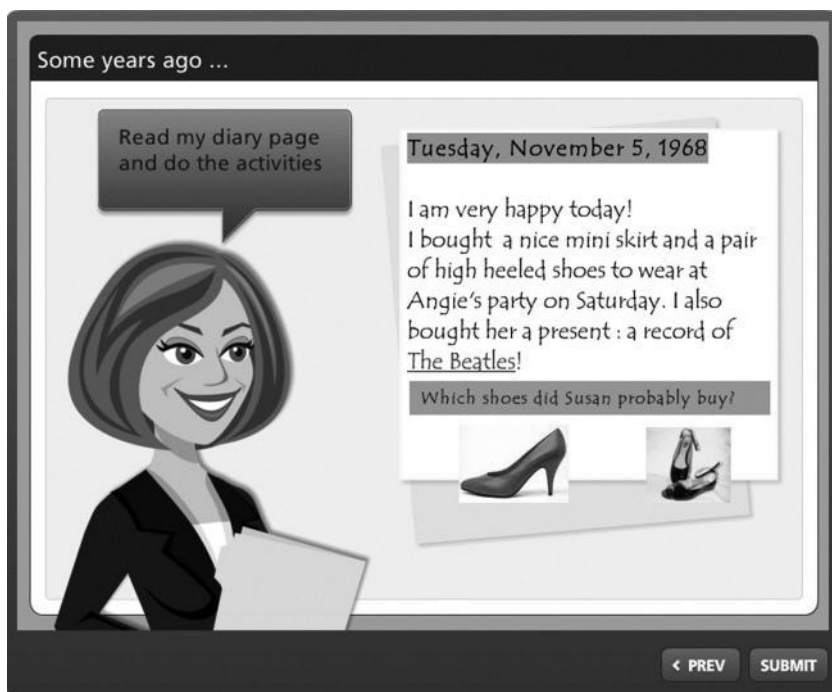 Some years ago ...
Read my diary page
and do the activities
Tuesday, November 5, 1968
I am very happy today!
I bought a nice mini skirt and a pair
of high heeled shoes to wear at
Angie's party on Saturday. I also
bought her a present : a record of
The Beatles!
Which shoes did Susan probably buy?
< PREV
SUBMIT